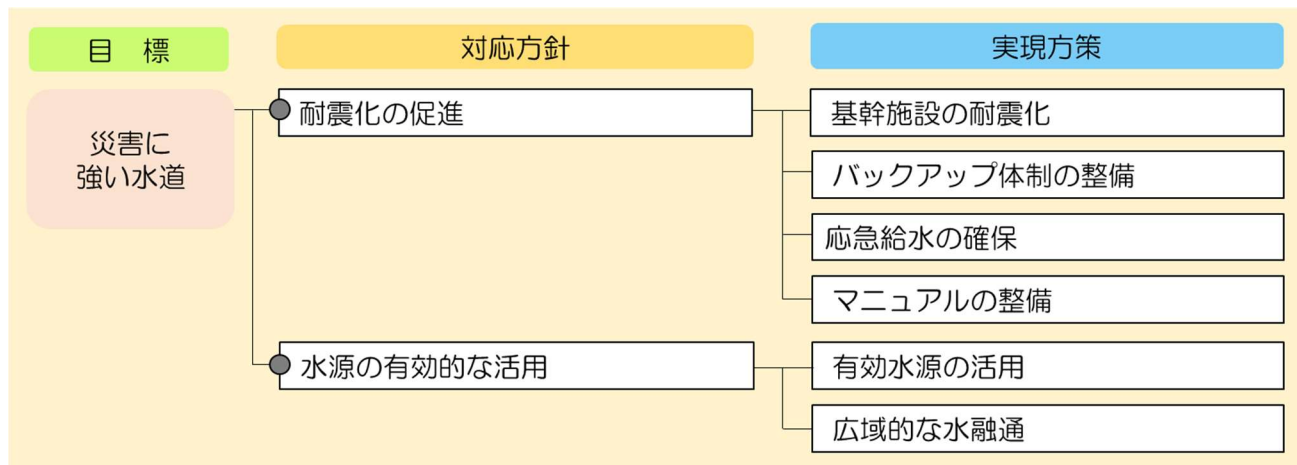 目 標
対応方針
実現方策
災害に
強い水道
耐震化の促進
基幹施設の耐震化
バックアップ体制の整備
応急給水の確保
マニュアルの整備
水源の有効的な活用
有効水源の活用
広域的な水融通